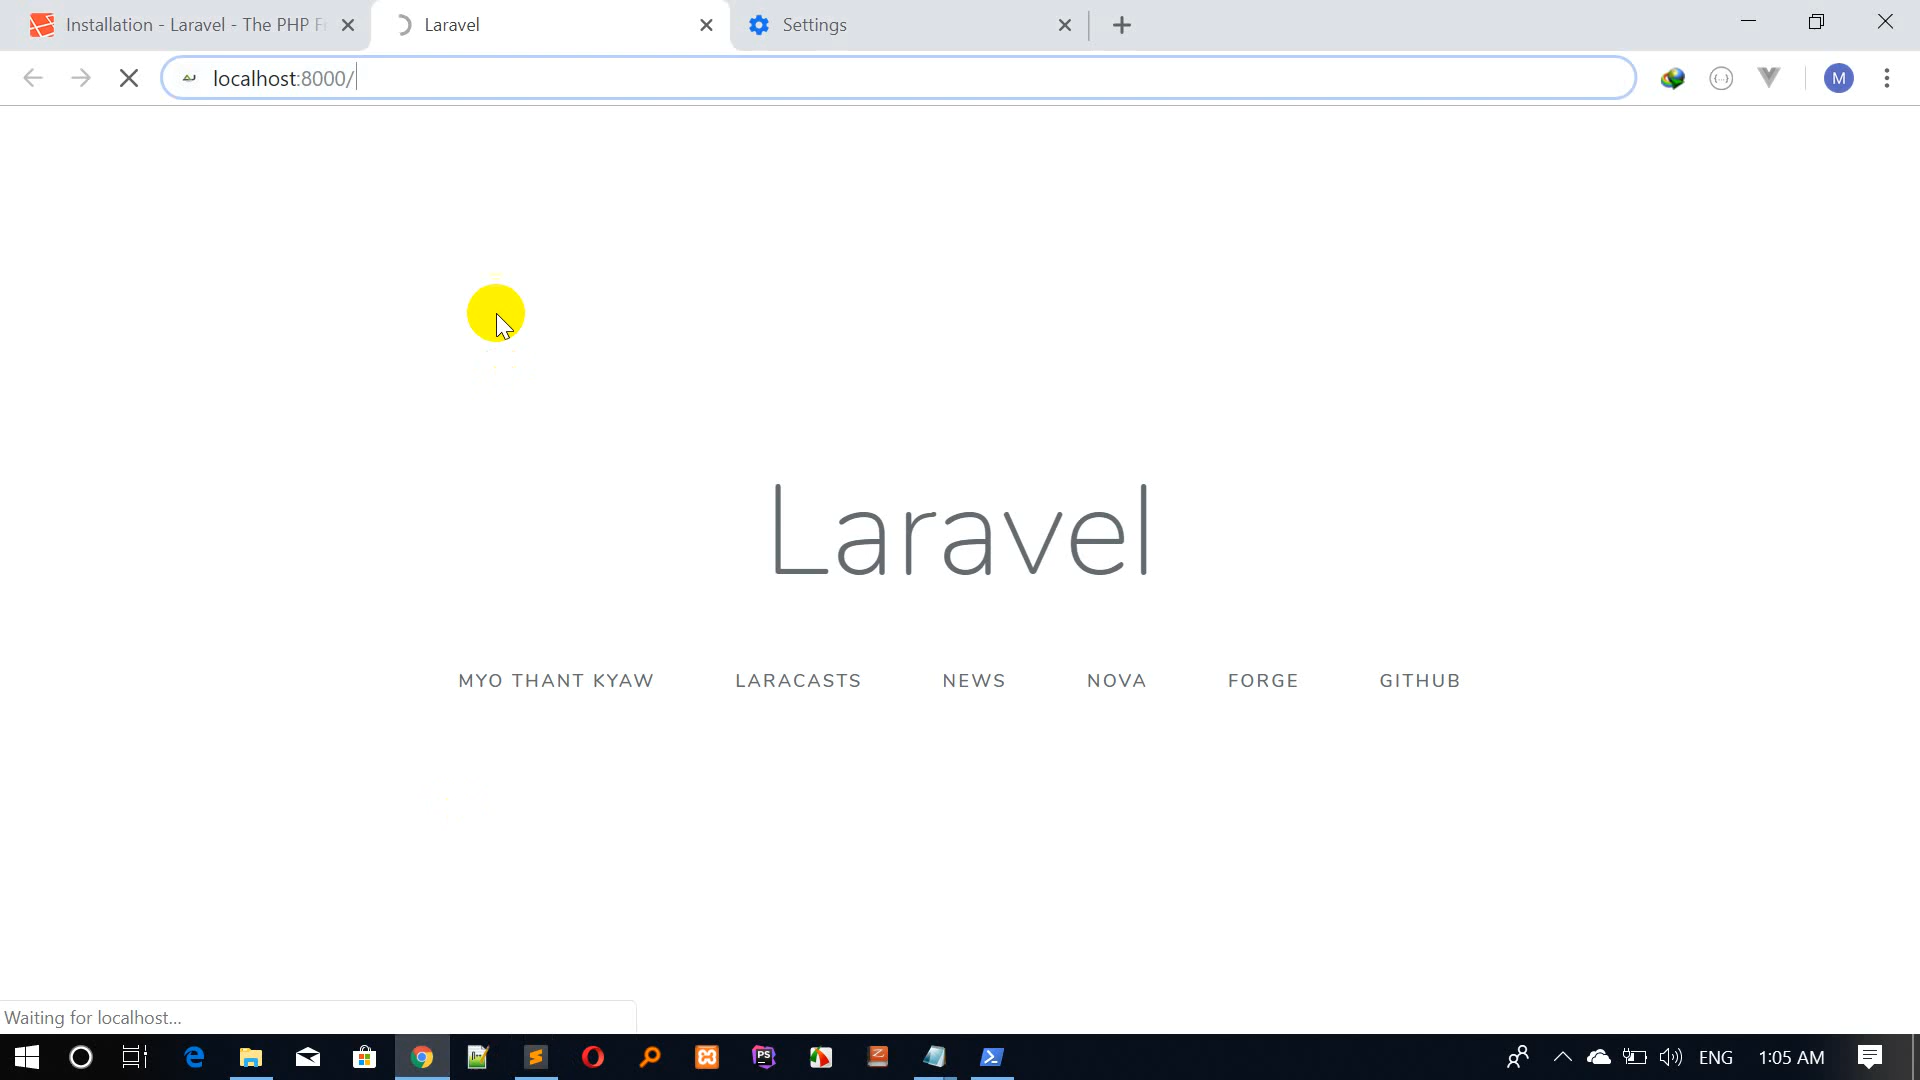 Installation - Laravel - The PHP Fr
Laravel
Settings
localhost:8000/
M
Laravel
MYO THANT KYAW LARACASTS NEWS NOVA FORGE GITHUB
Waiting for localhost...
ENG 1:05 AM